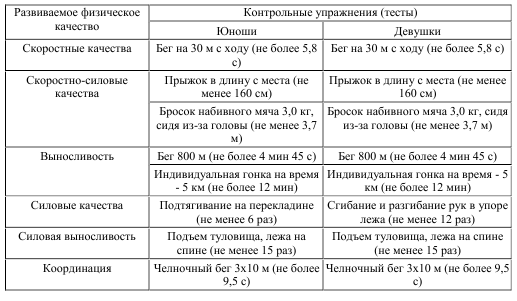 Развиваемое физическое
качество
Контрольные упражнения (тесты)
Юноши
Девушки
Скоростные качества
Бег на 30 м с ходу (не более 5,8
с)
Бег на 30 м с ходу (не более 5,8 с)
Скоростно-силовые
качества
Прыжок в длину с места (не
менее 160 см)
Прыжок в длину с места (не менее
160 см)
Бросок набивного мяча 3,0 кг,
сидя из-за головы (не менее 3,7
м)
Бросок набивного мяча 3,0 кг, сидя
из-за головы (не менее 3,7 м)
Выносливость
Бег 800 м (не более 4 мин 45 с)
Бег 800 м (не более 4 мин 45 с)
Индивидуальная гонка на время
- 5 км (не более 12 мин)
Индивидуальная гонка на время - 5
км (не более 12 мин)
Силовые качества
Подтягивание на перекладине
(не менее 6 раз)
Сгибание и разгибание рук в упоре
лежа (не менее 12 раз)
Силовая выносливость
Подъем туловища, лежа на
спине (не менее 15 раз)
Подъем туловища, лежа на спине
(не менее 15 раз)
Координация
Челночный бег 3х10 м (не более
9,5 с)
Челночный бег 3х10 м (не более 9,5
с)